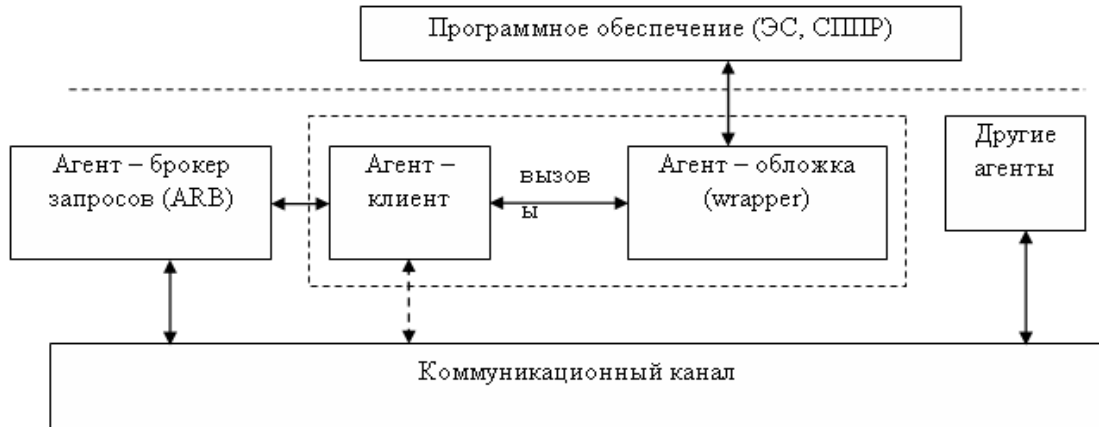 Программное обеспечение (ЭС, СППР)
Агент – брокер
запросов (ARB)
Агент –
клиент
вызов
ы
Агент – обложка
(wrapper)
Другие
агенты
Коммуникационный канал